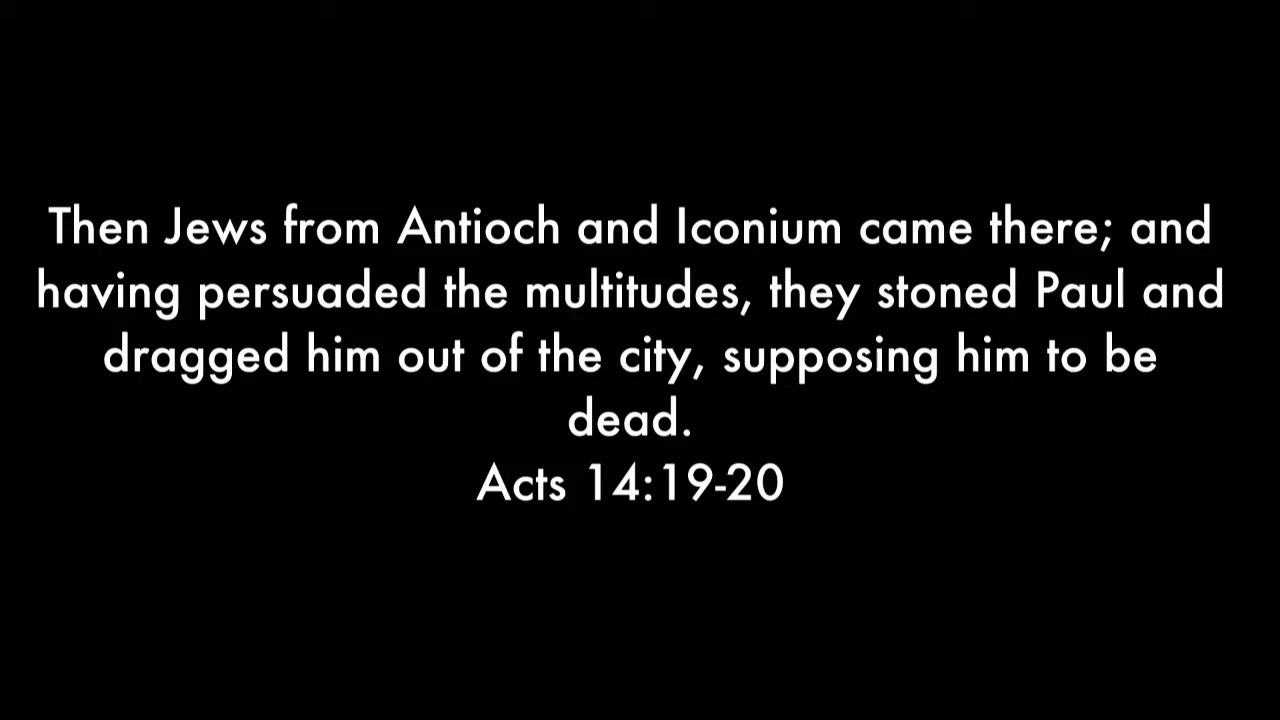 Then Jews from Antioch and Iconium came there; and
having persuaded the multitudes, they stoned Paul and
dragged him out of the city, supposing him to be
dead.
Acts 14:19-20